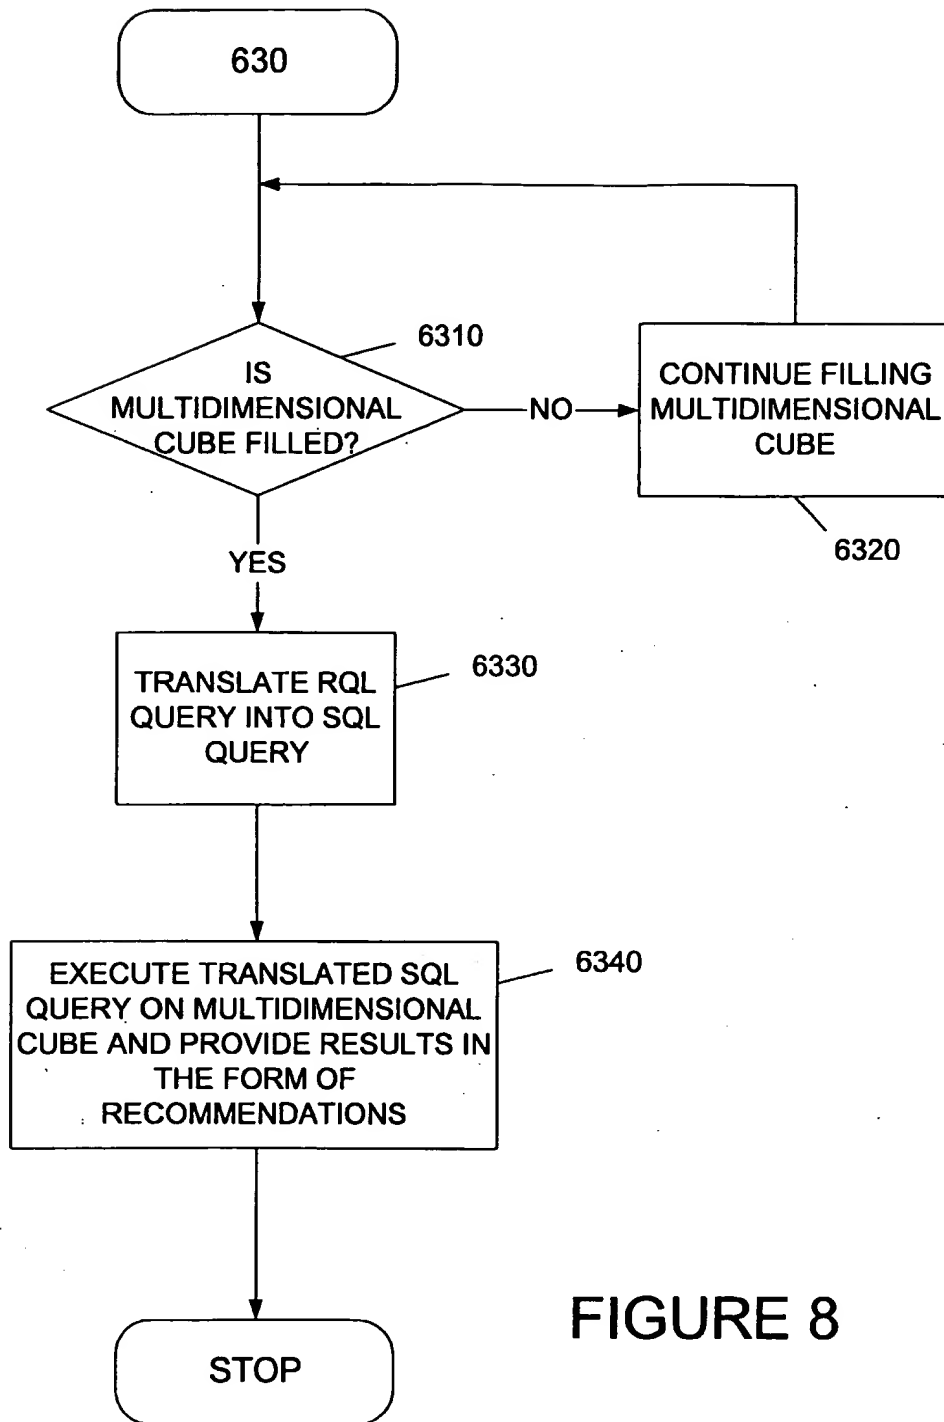 630
6310
IS
MULTIDIMENSIONAL
CUBE FILLED?
NO
CONTINUE FILLING
MULTIDIMENSIONAL
CUBE
6320
YES
6330
TRANSLATE RQL
QUERY INTO SQL
QUERY
6340
EXECUTE TRANSLATED SQL
QUERY ON MULTIDIMENSIONAL
CUBE AND PROVIDE RESULTS IN
THE FORM OF
RECOMMENDATIONS
FIGURE 8
STOP